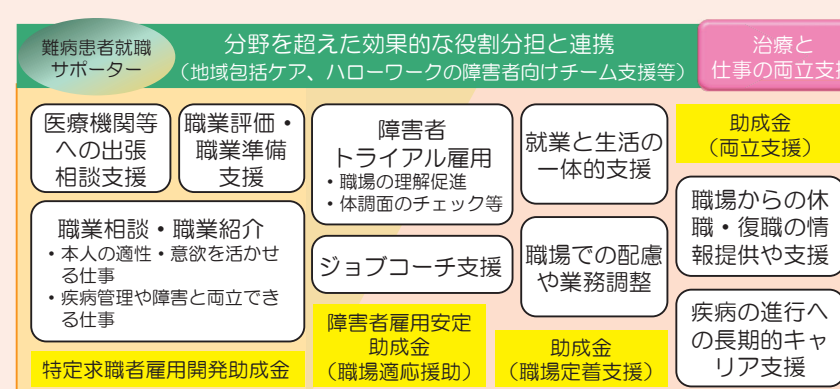 難病患者就職
サポーター
分野を超えた効果的な役割分担と連携
（地域包括ケア、ハローワークの障害者向けチーム支援等）
治療と
仕事の両立支援
医療機関等
への出張
相談支援
職業評価・
職業準備
支援
職業相談・職業紹介
・本人の適性・意欲を活かせ
る仕事
・疾病管理や障害と両立でき
る仕事
特定求職者雇用開発助成金
障害者
トライアル雇用
・職場の理解促進
・体調面のチェック等
ジョブコーチ支援
障害者雇用安定
助成金
（職場適応援助）
就業と生活の
一体的支援
職場での配慮
や業務調整
助成金
（職場定着支援）
助成金
（両立支援）
職場からの休
職・復職の情
報提供や支援
疾病の進行へ
の長期的キャ
リア支援